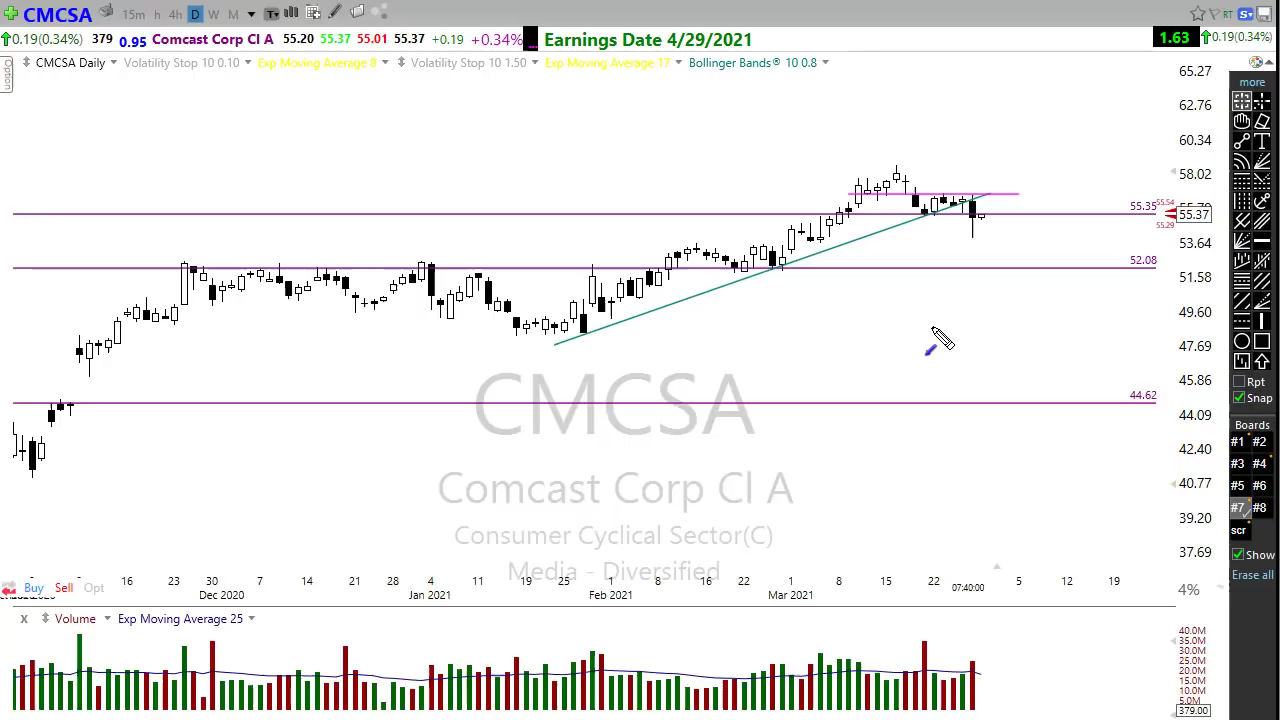 CMCSA 15m h 4h D W M T RT S
0.19(0.34%) 379 0.95 Comcast Corp Cl A 55.20 55.37 55.01 55.37 +0.19 +0.34% ... Earnings Date 4/29/2021 1.63 0.19(0.34%)
Option
CMCSA Daily Volatility Stop 10 0.10 Exp Moving Average 8 Volatility Stop 10 1.50 Exp Moving Average 17 Bollinger Bands® 10 0.8
65.27
62.76
60.34
58.02
55.35
55.54
55.37
55.29
53.64
52.08
51.58
49.60
47.69
45.86
44.62
44.09
42.40
40.77
39.20
37.69
CMCSA
Comcast Corp Cl A
Consumer Cyclical Sector(C)
Media - Diversified
more
T
Rpt
Snap
Boards
#1 #2
#3 #4
#5 #6
#7 #8
scr
Show
Erase all
Buy Sell Opt
16 23 30 7 14 21 28 4 11 19 25 1 8 16 22 1 8 15 22 07:40:00 5 12 19
Dec 2020 Jan 2021 Feb 2021 Mar 2021
4%
x Volume Exp Moving Average 25
40.0M
35.0M
30.0M
25.0M
20.0M
15.0M
10.0M
5.0M
379.00